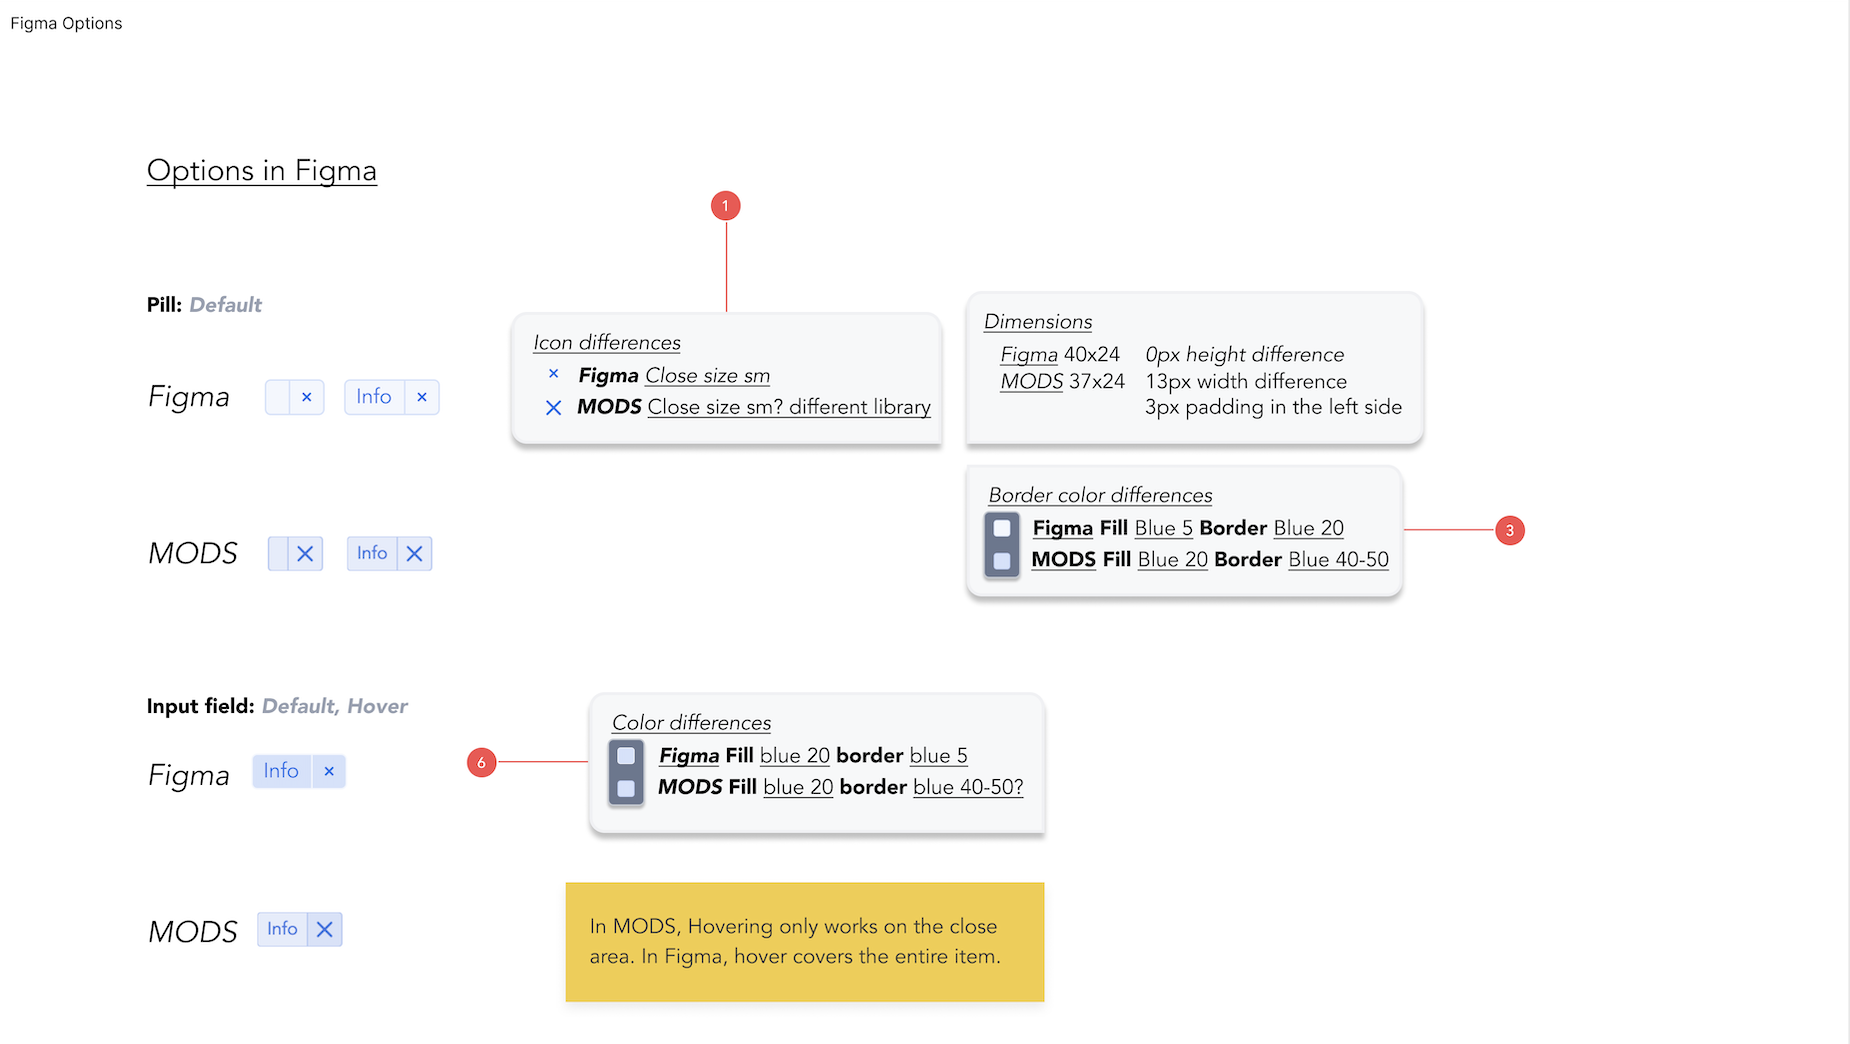 Figma Options
Options in Figma
1
Pill: Default
Figma
Info
Icon differences
Figma Close size sm
MODS Close size sm? different library
Dimensions
Figma 40x24 0px height difference
MODS 37x24 13px width difference
3px padding in the left side
MODS
Info
Border color differences
Figma Fill Blue 5 Border Blue 20
MODS Fill Blue 20 Border Blue 40-50
3
Input field: Default, Hover
Figma
Info
6
Color differences
Figma Fill blue 20 border blue 5
MODS Fill blue 20 border blue 40-50?
MODS
Info
In MODS, Hovering only works on the close
area. In Figma, hover covers the entire item.